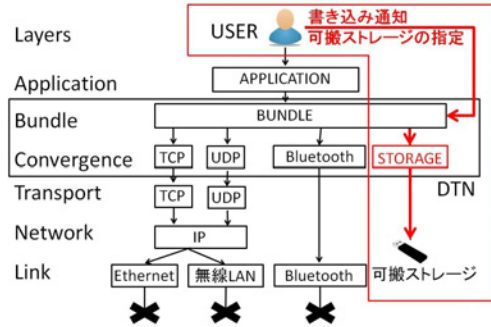 Layers USER 書き込み通知
可搬ストレージの指定
Application APPLICATION
Bundle BUNDLE
Convergence TCP UDP Bluetooth STORAGE
DTN
Transport TCP UDP
Network IP
Link Ethernet 無線LAN Bluetooth 可搬ストレージ